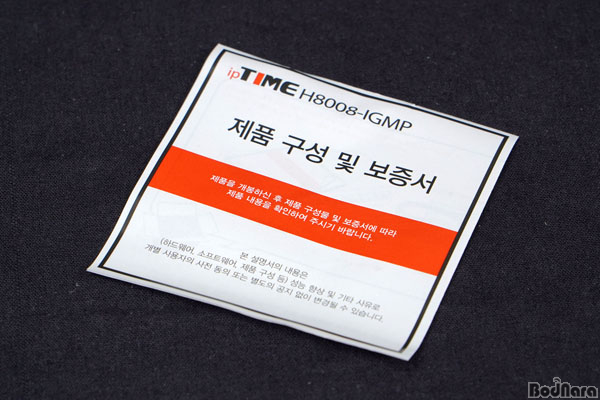 ipTIME H8008-IGMP
제품 구성 및 보증서
제품을 개봉하신 후 제품 구성물 및 보증서에 따라
제품 내용을 확인하여 주시기 바랍니다.
본 설명서의 내용은
(하드웨어, 소프트웨어, 제품 구성 등) 성능 향상 및 기타 사유로
개별 사용자의 사전 동의 또는 별도의 공지 없이 변경될 수 있습니다.
BodNara